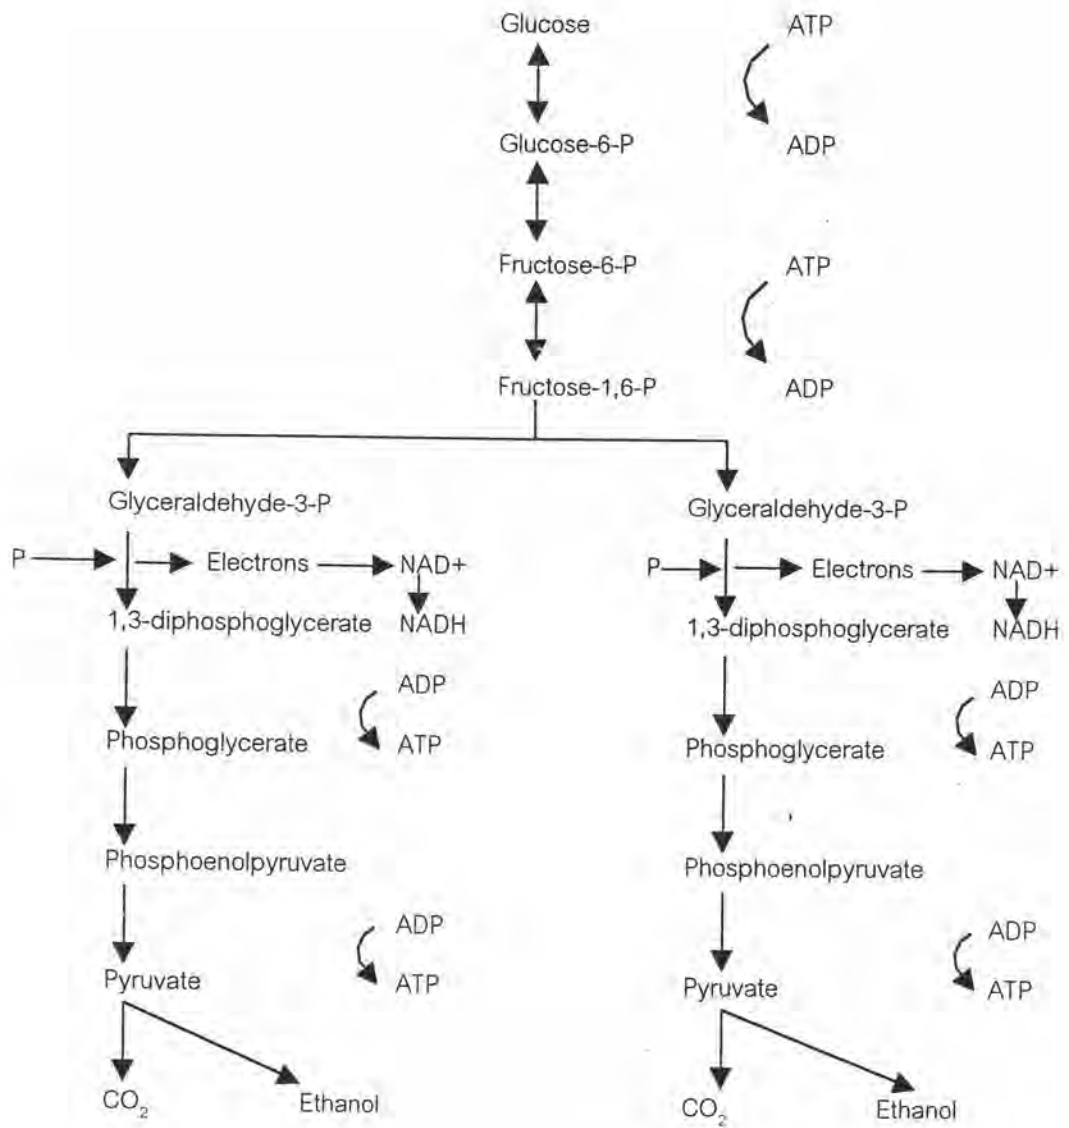 Glucose ATP
Glucose-6-P ADP
Fructose-6-P ATP
Fructose-1,6-P ADP
Glyceraldehyde-3-P Glyceraldehyde-3-P
P Electrons NAD+ P Electrons NAD+
1,3-diphosphoglycerate NADH 1,3-diphosphoglycerate NADH
ADP ADP
Phosphoglycerate ATP Phosphoglycerate ATP
Phosphoenolpyruvate Phosphoenolpyruvate
ADP ADP
Pyruvate ATP Pyruvate ATP
CO₂ Ethanol CO₂ Ethanol